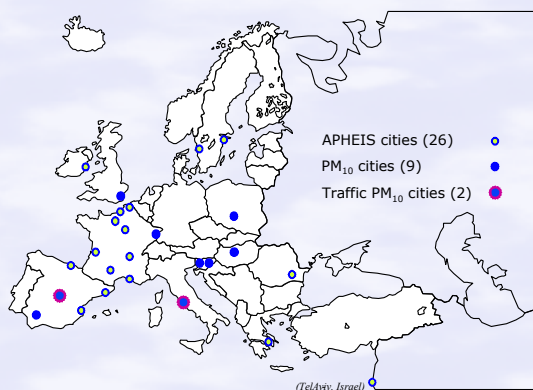 APHEIS cities (26)
PM₁₀ cities (9)
Traffic PM₁₀ cities (2)
(TelAviv, Israel)